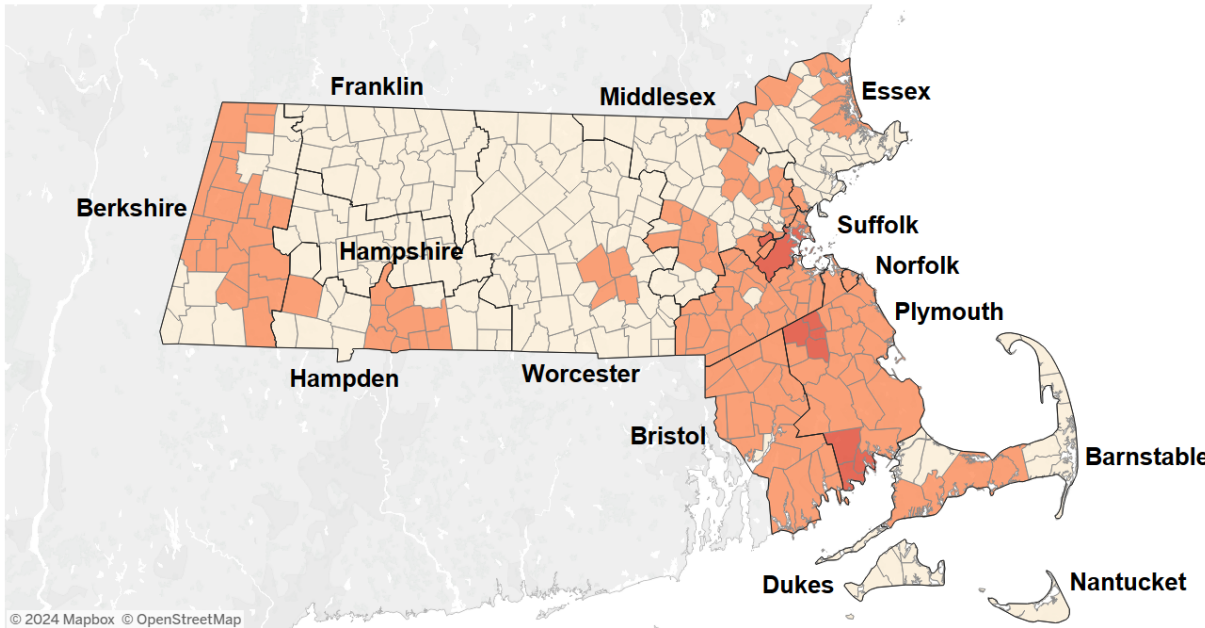 Franklin
Middlesex
Essex
Berkshire
Hampshire
Suffolk
Norfolk
Plymouth
Hampden
Worcester
Bristol
Barnstable
Dukes
Nantucket
© 2024 Mapbox © OpenStreetMap